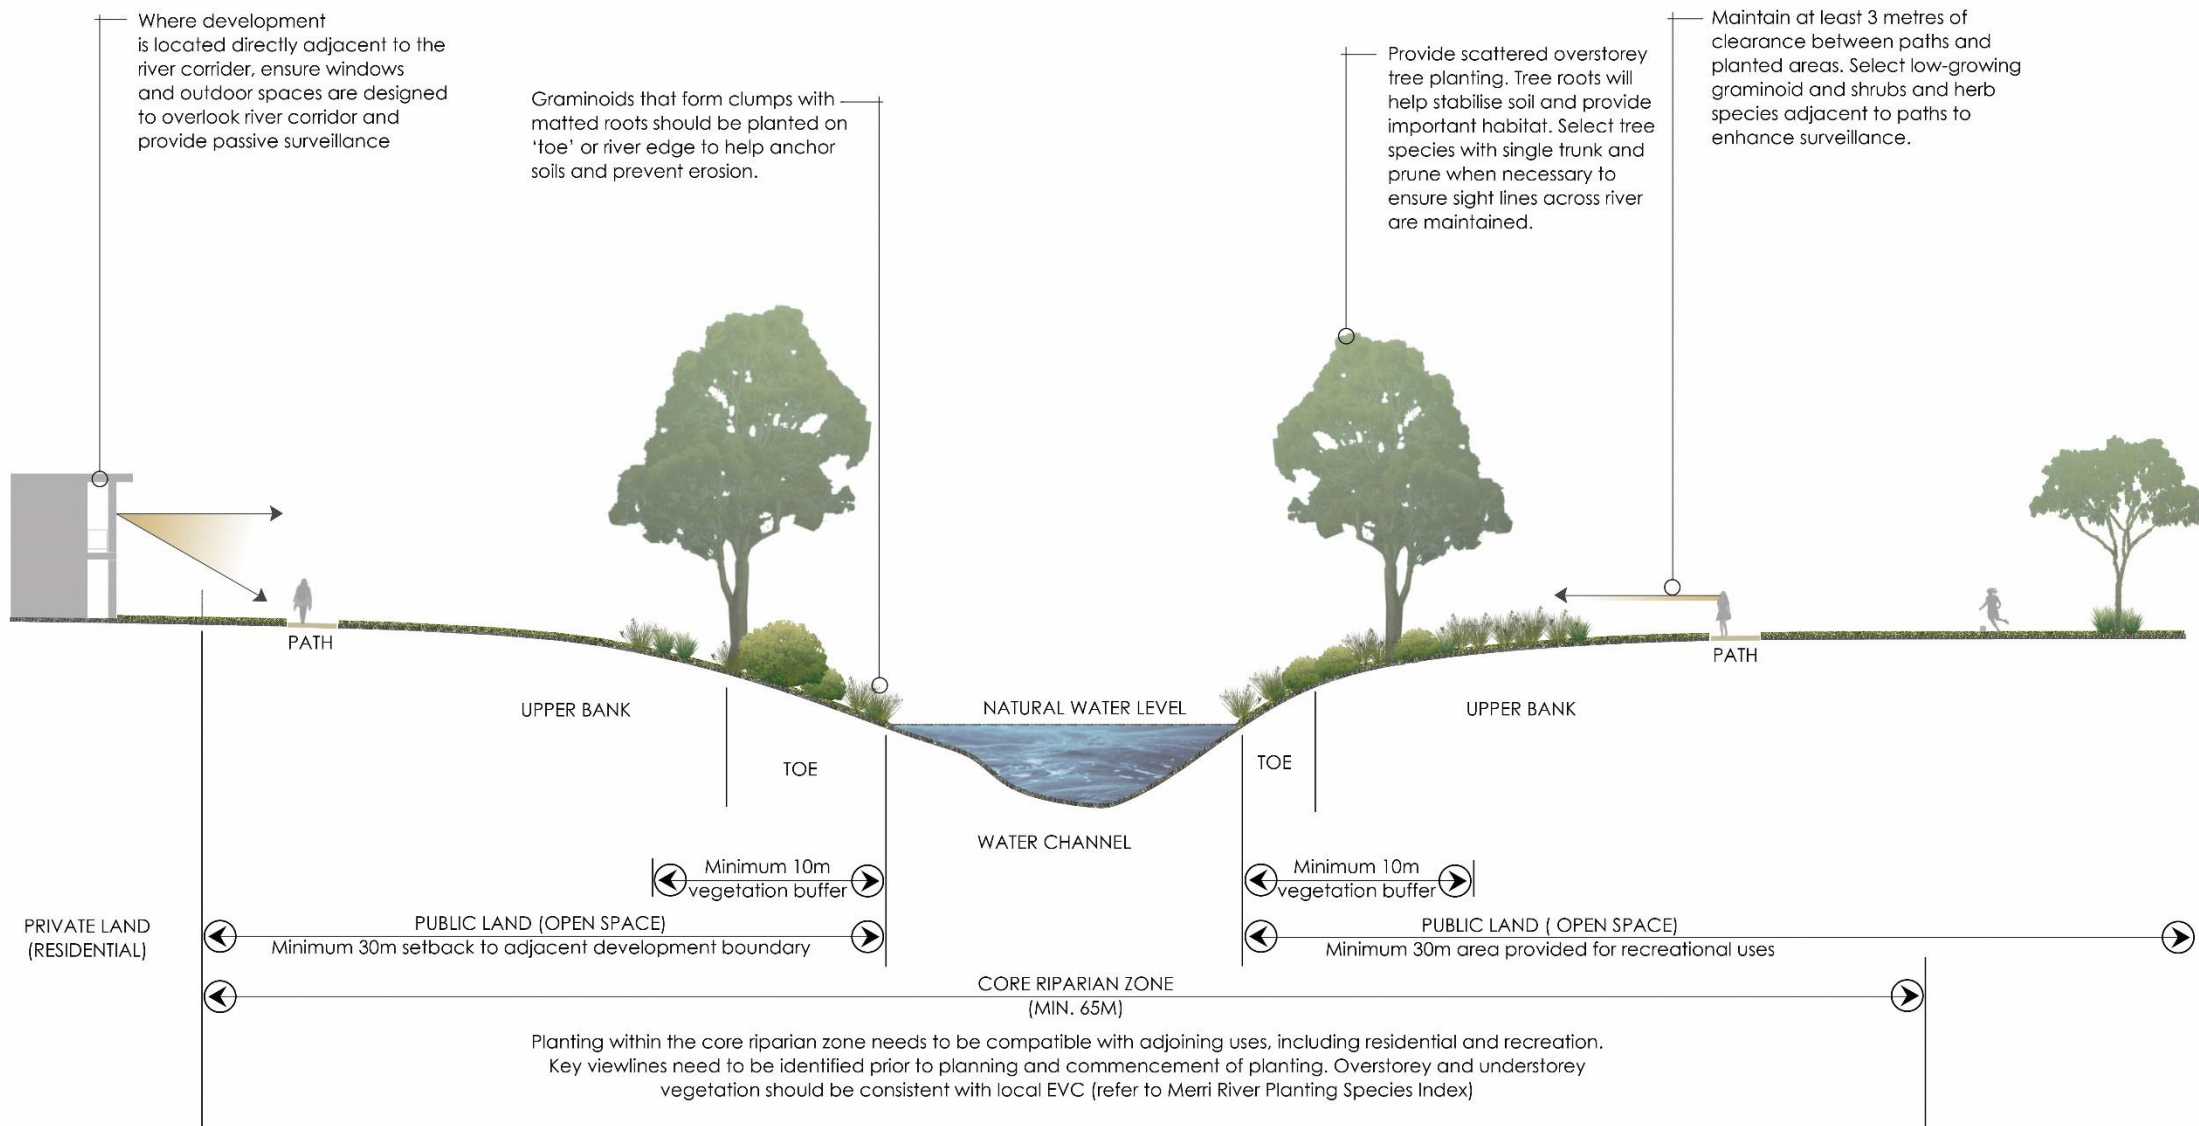 Where development
is located directly adjacent to the
river corrider, ensure windows
and outdoor spaces are designed
to overlook river corridor and
provide passive surveillance
Graminoids that form clumps with
matted roots should be planted on
‘toe’ or river edge to help anchor
soils and prevent erosion.
Provide scattered overstorey
tree planting. Tree roots will
help stabilise soil and provide
important habitat. Select tree
species with single trunk and
prune when necessary to
ensure sight lines across river
are maintained.
Maintain at least 3 metres of
clearance between paths and
planted areas. Select low-growing
graminoid and shrubs and herb
species adjacent to paths to
enhance surveillance.
PATH
PATH
UPPER BANK
NATURAL WATER LEVEL
UPPER BANK
TOE
TOE
WATER CHANNEL
Minimum 10m
vegetation buffer
Minimum 10m
vegetation buffer
PRIVATE LAND
(RESIDENTIAL)
PUBLIC LAND (OPEN SPACE)
Minimum 30m setback to adjacent development boundary
PUBLIC LAND ( OPEN SPACE)
Minimum 30m area provided for recreational uses
CORE RIPARIAN ZONE
(MIN. 65M)
Planting within the core riparian zone needs to be compatible with adjoining uses, including residential and recreation.
Key viewlines need to be identified prior to planning and commencement of planting. Overstorey and understorey
vegetation should be consistent with local EVC (refer to Merri River Planting Species Index)